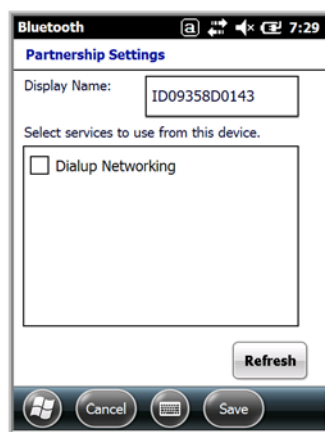 Bluetooth a 7:29
Partnership Settings
Display Name: ID09358D0143
Select services to use from this device.
Dialup Networking
Refresh
Cancel Save